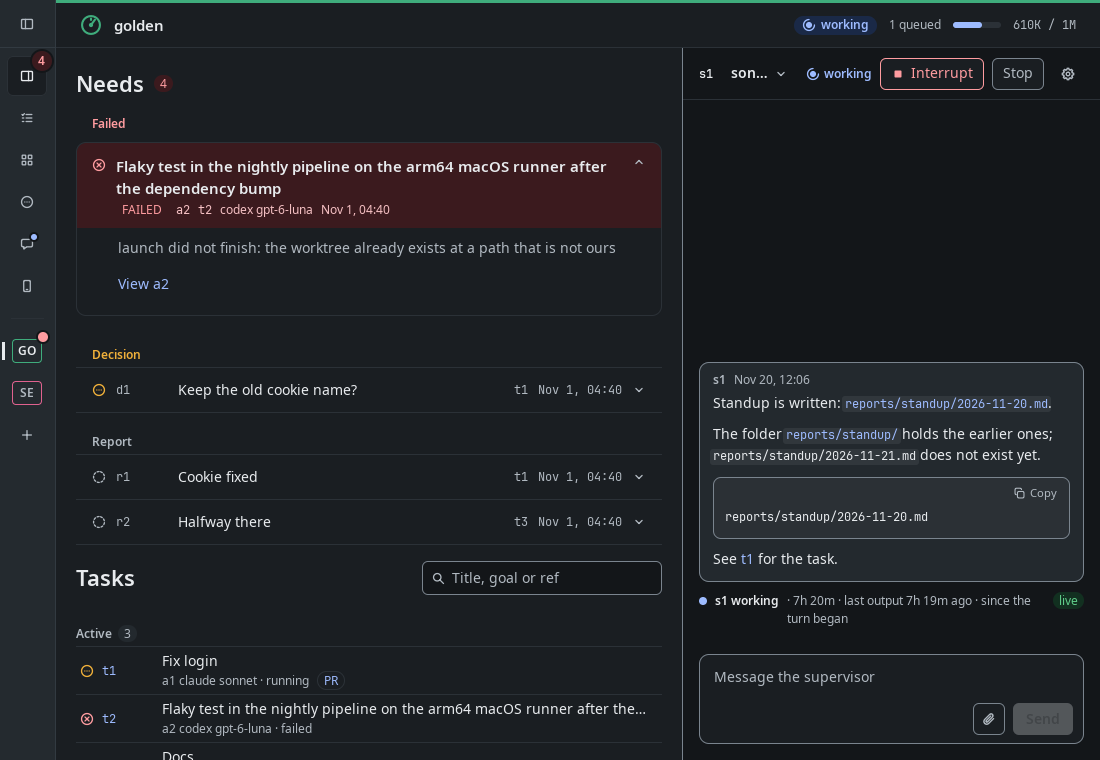 golden
working
1 queued
610K / 1M
4
GO
SE
Needs 4
Failed
Flaky test in the nightly pipeline on the arm64 macOS runner after
the dependency bump
FAILED a2 t2 codex gpt-6-luna Nov 1, 04:40
launch did not finish: the worktree already exists at a path that is not ours
View a2
Decision
d1 Keep the old cookie name? t1 Nov 1, 04:40
Report
r1 Cookie fixed t1 Nov 1, 04:40
r2 Halfway there t3 Nov 1, 04:40
Tasks
Title, goal or ref
Active 3
t1 Fix login
a1 claude sonnet · running PR
t2 Flaky test in the nightly pipeline on the arm64 macOS runner after the…
a2 codex gpt-6-luna · failed
Docs
s1 son… working Interrupt Stop
s1 Nov 20, 12:06
Standup is written: reports/standup/2026-11-20.md.
The folder reports/standup/ holds the earlier ones;
reports/standup/2026-11-21.md does not exist yet.
Copy
reports/standup/2026-11-20.md
See t1 for the task.
s1 working · 7h 20m · last output 7h 19m ago · since the
turn began
live
Message the supervisor
Send